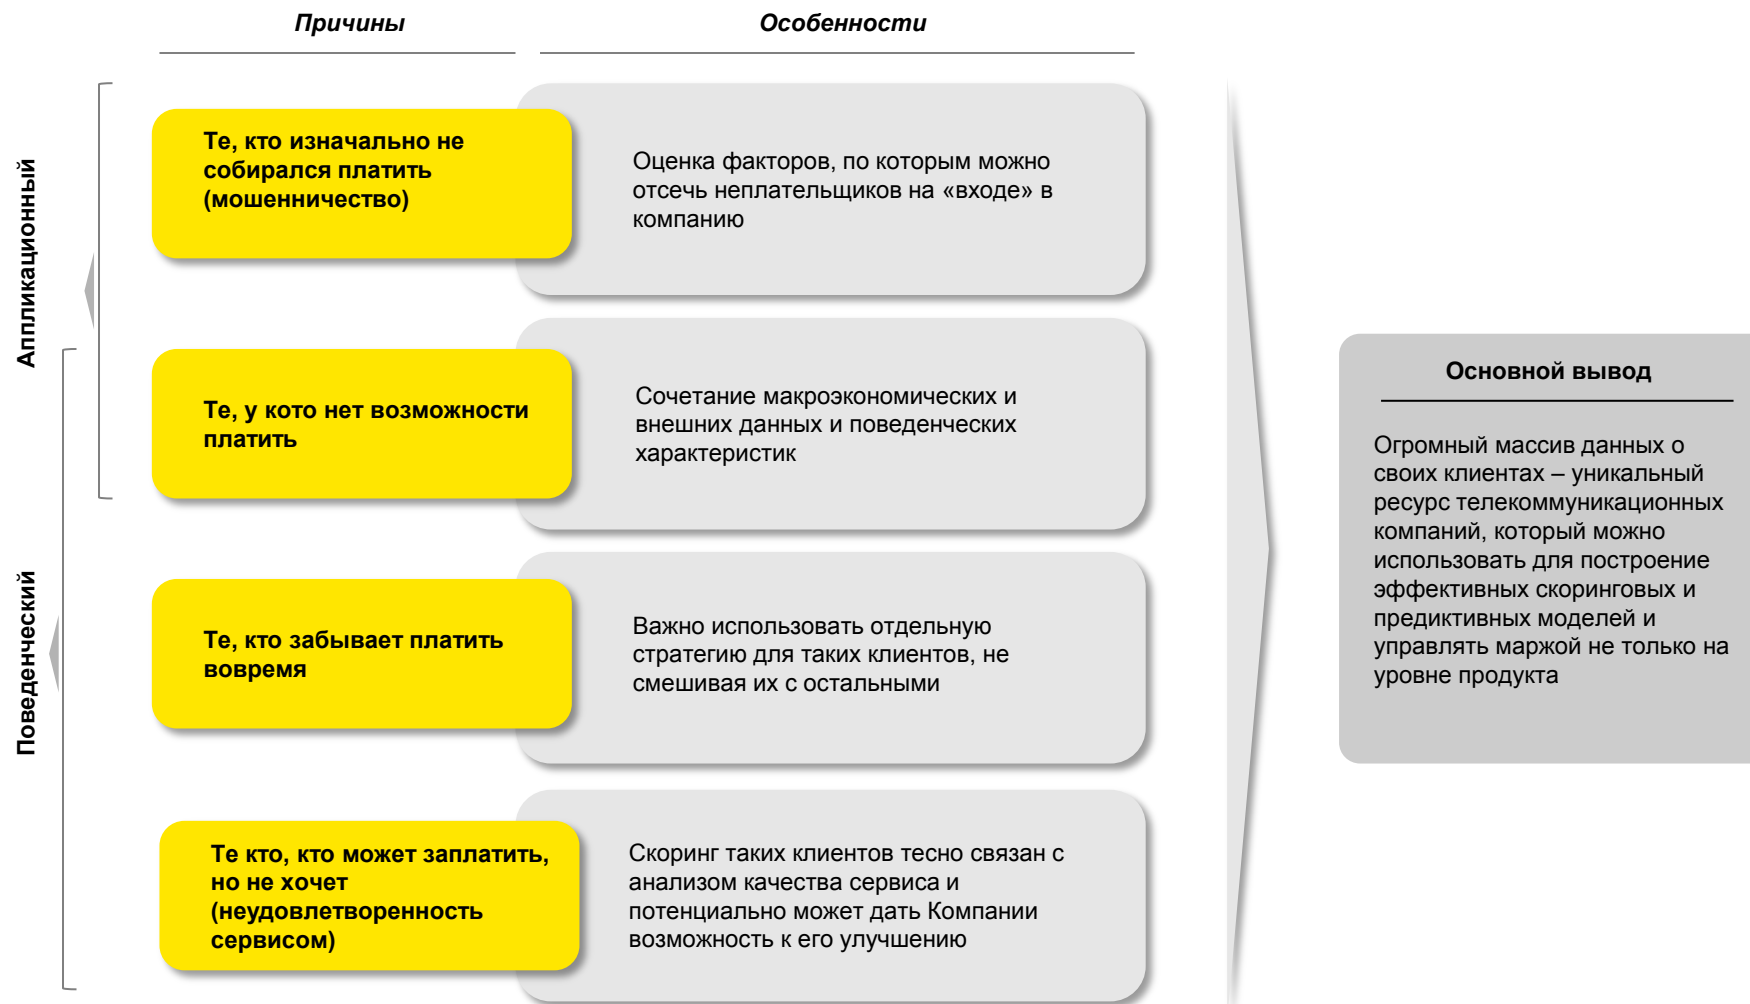 Причины
Особенности
Аппликационный
Те, кто изначально не
собирался платить
(мошенничество)
Оценка факторов, по которым можно
отсечь неплательщиков на «входе» в
компанию
Те, у кото нет возможности
платить
Сочетание макроэкономических и
внешних данных и поведенческих
характеристик
Поведенческий
Те, кто забывает платить
вовремя
Важно использовать отдельную
стратегию для таких клиентов, не
смешивая их с остальными
Те кто, кто может заплатить,
но не хочет
(неудовлетворенность
сервисом)
Скоринг таких клиентов тесно связан с
анализом качества сервиса и
потенциально может дать Компании
возможность к его улучшению
Основной вывод
Огромный массив данных о
своих клиентах – уникальный
ресурс телекоммуникационных
компаний, который можно
использовать для построение
эффективных скоринговых и
предиктивных моделей и
управлять маржой не только на
уровне продукта